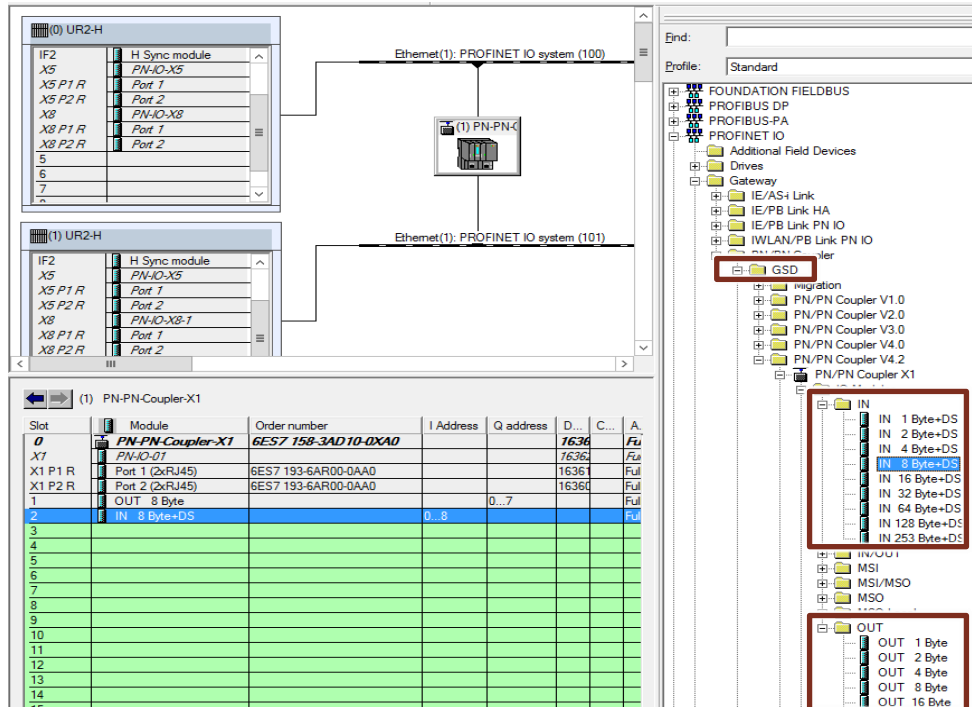 (0) UR2-H
IF2 H Sync module
X5 PN-IO-X5
X5 P1 R Port 1
X5 P2 R Port 2
X8 PN-IO-X8
X8 P1 R Port 1
X8 P2 R Port 2
5
6
7
Ethernet(1): PROFINET IO system (100)
(1) PN-PN-C
(1) UR2-H
IF2 H Sync module
X5 PN-IO-X5
X5 P1 R Port 1
X5 P2 R Port 2
X8 PN-IO-X8-1
X8 P1 R Port 1
X8 P2 R Port 2
Ethernet(1): PROFINET IO system (101)
(1) PN-PN-Coupler-X1
Slot Module Order number I Address Q address D... C... A.
0 PN-PN-Coupler-X1 6ES7 158-3AD10-0XA0 1636 Fu
X1 PN-IO-01 1636 Fu
X1 P1 R Port 1 (2xRJ45) 6ES7 193-6AR00-0AA0 16361 Ful
X1 P2 R Port 2 (2xRJ45) 6ES7 193-6AR00-0AA0 1636 Ful
1 OUT 8 Byte 0...7 Ful
2 IN 8 Byte+DS 0...8 Ful
3
4
5
6
7
8
9
10
11
12
13
14
Find:
Profile: Standard
FOUNDATION FIELDBUS
PROFIBUS DP
PROFIBUS-PA
PROFINET IO
Additional Field Devices
Drives
Gateway
IE/AS-i Link
IE/PB Link HA
IE/PB Link PN IO
IWLAN/PB Link PN IO
PN/PN Coupler
GSD
Migration
PN/PN Coupler V1.0
PN/PN Coupler V2.0
PN/PN Coupler V3.0
PN/PN Coupler V4.0
PN/PN Coupler V4.2
PN/PN Coupler X1
IN
IN 1 Byte+DS
IN 2 Byte+DS
IN 4 Byte+DS
IN 8 Byte+DS
IN 16 Byte+DS
IN 32 Byte+DS
IN 64 Byte+DS
IN 128 Byte+DS
IN 253 Byte+DS
IN/OUT
MSI
MSI/MSO
MSO
OUT
OUT 1 Byte
OUT 2 Byte
OUT 4 Byte
OUT 8 Byte
OUT 16 Byte